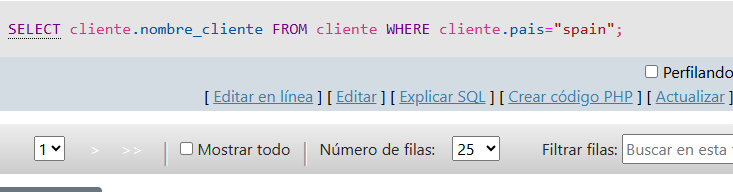 SELECT cliente.nombre_cliente FROM cliente WHERE cliente.pais="spain";
Perfilando
[ Editar en línea ] [ Editar ] [ Explicar SQL ] [ Crear código PHP ] [ Actualizar ]
1 > >> Mostrar todo Número de filas: 25 Filtrar filas: Buscar en esta